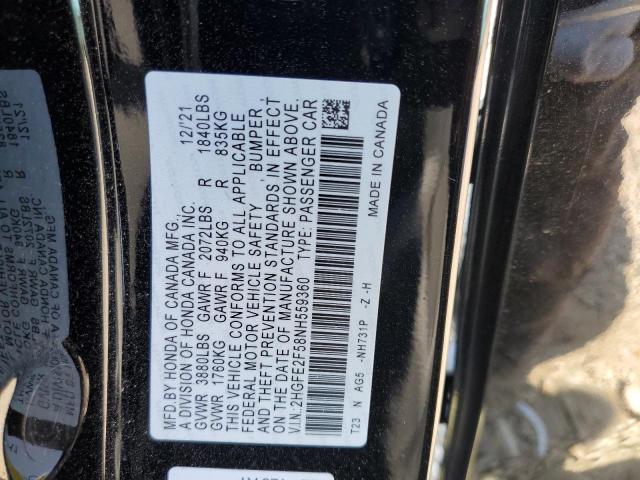 MFD.BY HONDA OF CANADA MFG.,
A DIVISION OF HONDA CANADA INC. 12/21
GVWR 3880LBS GAWR F 2072LBS R 1840LBS
GVWR 1760KG GAWR F 940KG R 835KG
THIS VEHICLE CONFORMS TO ALL APPLICABLE
FEDERAL MOTOR VEHICLE SAFETY , BUMPER ,
AND THEFT PREVENTION STANDARDS IN EFFECT
ON THE DATE OF MANUFACTURE SHOWN ABOVE.
V.I.N.:2HGFE2F58NH559360 TYPE: PASSENGER CAR
T23 N AG5 -NH731P -Z -H
MADE IN CANADA